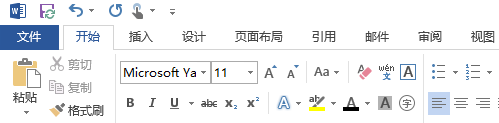 文件 开始 插入 设计 页面布局 引用 邮件 审阅 视图
剪切
复制
粘贴 格式刷
Microsoft Ya 11 A A Aa wén 文 A
B I U abc x₂ x² A aby A A 字